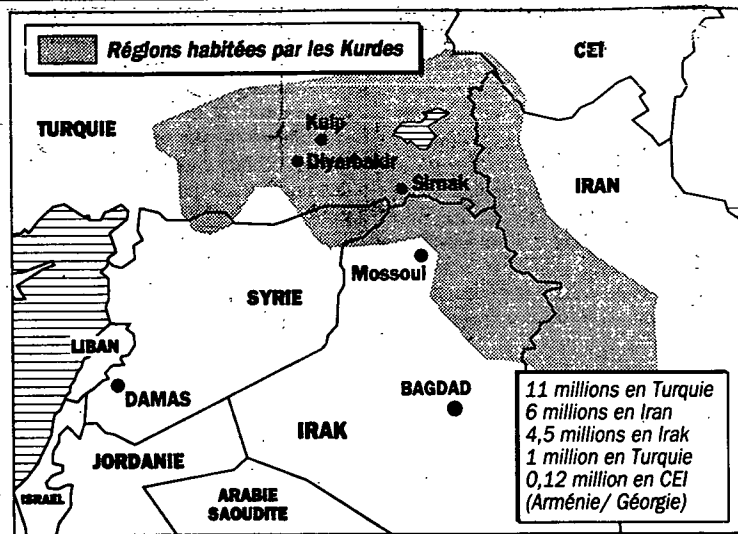 Régions habitées par les Kurdes
CEI
TURQUIE
Kulp
Diyarbakir
Sirnak
IRAN
Mossoul
SYRIE
LIBAN
DAMAS
BAGDAD
IRAK
JORDANIE
ISRAEL
ARABIE
SAOUDITE
11 millions en Turquie
6 millions en Iran
4,5 millions en Irak
1 million en Turquie
0,12 million en CEI
(Arménie/ Géorgie)